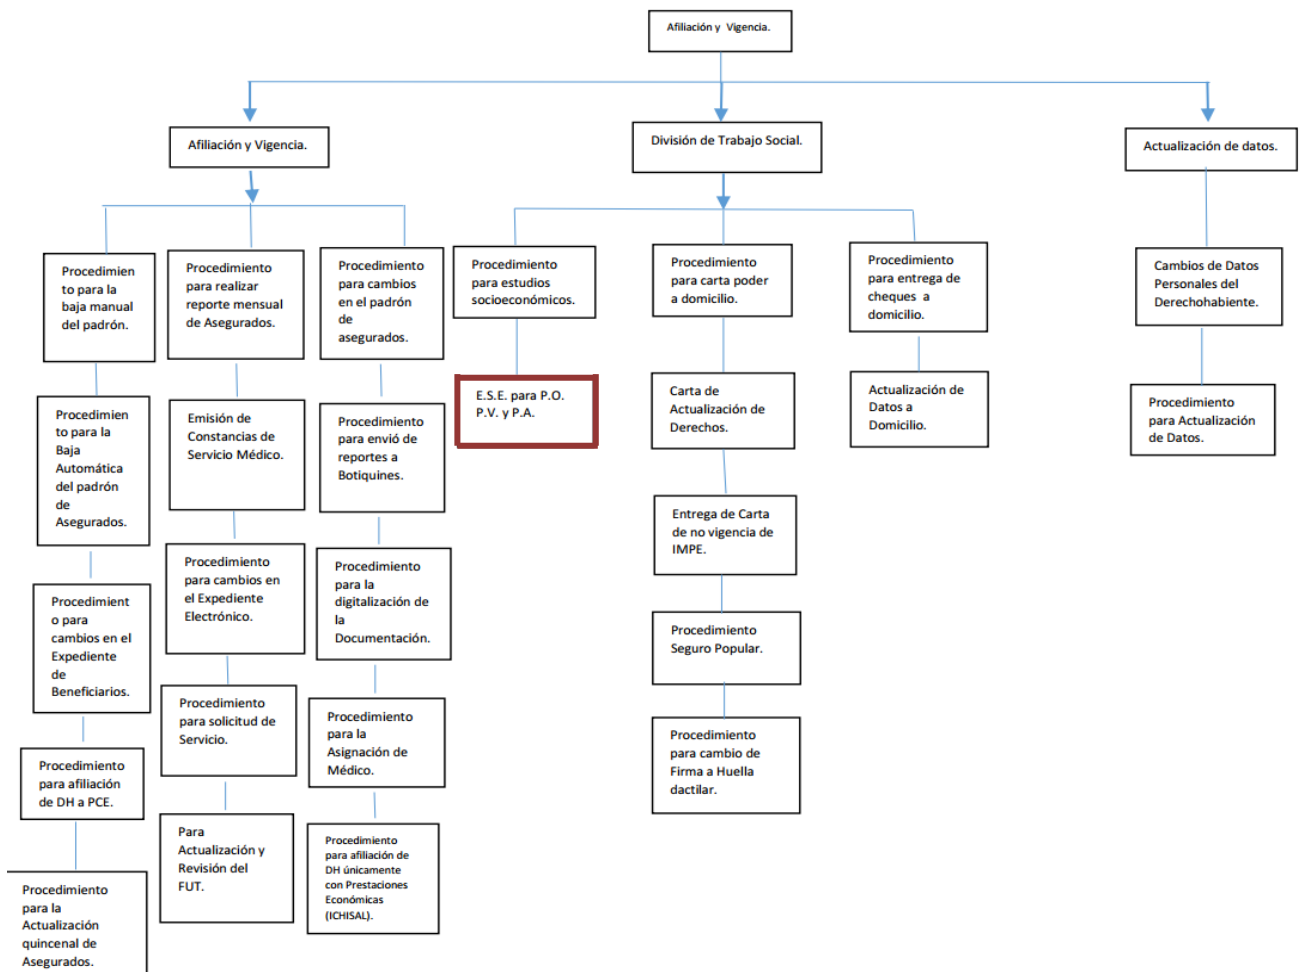 Afiliación y  Vigencia.
Afiliación y Vigencia.
División de Trabajo Social.
Actualización de datos.
Procedimien
to para la
baja manual
del padrón.
Procedimiento
para realizar
reporte mensual
de Asegurados.
Procedimiento
para cambios
en el padrón
de
asegurados.
Procedimiento
para estudios
socioeconómicos.
Procedimiento
para carta poder
a domicilio.
Procedimiento
para entrega de
cheques  a
domicilio.
Cambios de Datos
Personales del
Derechohabiente.
Procedimien
to para la
Baja
Automática
del padrón
de
Asegurados.
Emisión de
Constancias de
Servicio Médico.
Procedimiento
para envió de
reportes a
Botiquines.
E.S.E. para P.O.
P.V. y P.A.
Carta de
Actualización de
Derechos.
Actualización de
Datos a
Domicilio.
Procedimiento
para Actualización
de Datos.
Procedimient
o para
cambios en el
Expediente
de
Beneficiarios.
Procedimiento
para cambios en
el Expediente
Electrónico.
Procedimiento
para la
digitalización de
la
Documentación.
Entrega de Carta
de no vigencia de
IMPE.
Procedimiento
Seguro Popular.
Procedimiento
para afiliación
de DH a PCE.
Procedimiento
para solicitud de
Servicio.
Procedimiento
para la
Asignación de
Médico.
Procedimiento
para cambio de
Firma a Huella
dactilar.
Procedimiento
para la
Actualización
quincenal de
Asegurados.
Para
Actualización y
Revisión del
FUT.
Procedimiento
para afiliación de
DH únicamente
con Prestaciones
Económicas
(ICHISAL).